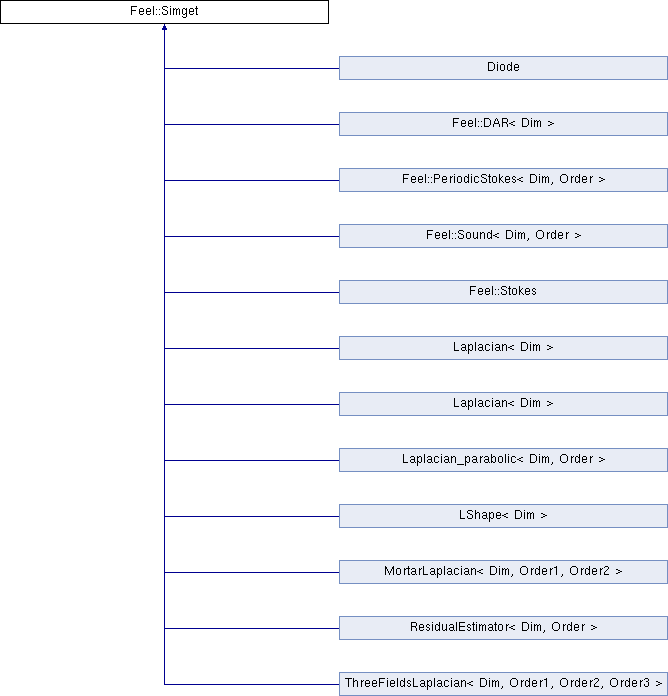 Feel::Simget
Diode
Feel::DAR< Dim >
Feel::PeriodicStokes< Dim, Order >
Feel::Sound< Dim, Order >
Feel::Stokes
Laplacian< Dim >
Laplacian< Dim >
Laplacian_parabolic< Dim, Order >
LShape< Dim >
MortarLaplacian< Dim, Order1, Order2 >
ResidualEstimator< Dim, Order >
ThreeFieldsLaplacian< Dim, Order1, Order2, Order3 >